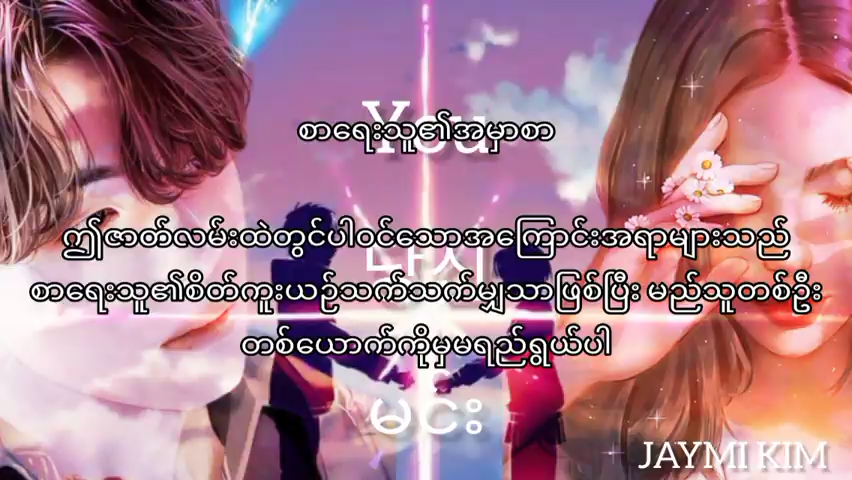 You
စာရေးသူ၏အမှာစာ
ဤဇာတ်လမ်းထဲတွင်ပါဝင်သောအကြောင်းအရာများသည်
စာရေးသူ၏စိတ်ကူးယဉ်သက်သက်မျှသာဖြစ်ပြီး မည်သူတစ်ဦး
တစ်ယောက်ကိုမှမရည်ရွယ်ပါ
မင်း
JAYMI KIM